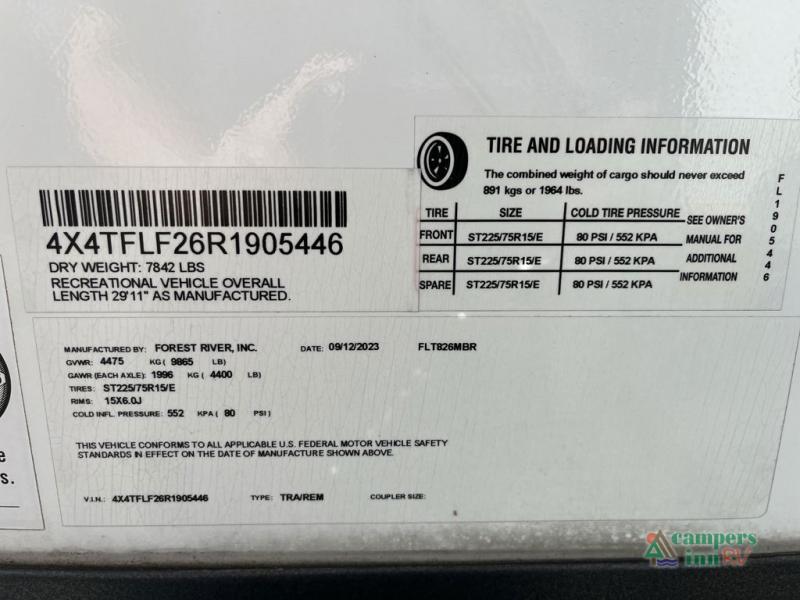 4X4TFLF26R1905446
DRY WEIGHT: 7842 LBS
RECREATIONAL VEHICLE OVERALL
LENGTH 29'11" AS MANUFACTURED.
TIRE AND LOADING INFORMATION
The combined weight of cargo should never exceed
891 kgs or 1964 lbs.
TIRE SIZE COLD TIRE PRESSURE
FRONT ST225/75R15/E 80 PSI / 552 KPA
REAR ST225/75R15/E 80 PSI / 552 KPA
SPARE ST225/75R15/E 80 PSI / 552 KPA
SEE OWNER'S
MANUAL FOR
ADDITIONAL
INFORMATION
FL1905446
MANUFACTURED BY: FOREST RIVER, INC. DATE: 09/12/2023 FLT826MBR
GVWR: 4475 KG ( 9865 LB)
GAWR (EACH AXLE): 1996 KG ( 4400 LB)
TIRES: ST225/75R15/E
RIMS: 15X6.0J
COLD INFL. PRESSURE: 552 KPA ( 80 PSI)
THIS VEHICLE CONFORMS TO ALL APPLICABLE U.S. FEDERAL MOTOR VEHICLE SAFETY
STANDARDS IN EFFECT ON THE DATE OF MANUFACTURE SHOWN ABOVE.
V.I.N.: 4X4TFLF26R1905446 TYPE: TRA/REM COUPLER SIZE:
e
s.
campers
inn RV